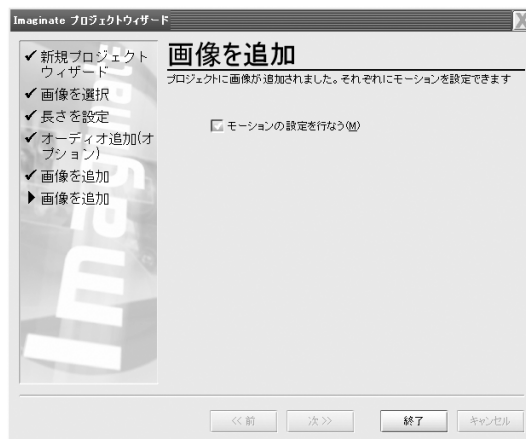 Imaginate プロジェクトウィザード
✔新規プロジェクト
ウィザード
✔画像を選択
✔長さを設定
✔オーディオ追加(オ
プション)
✔画像を追加
▶画像を追加
Imaginate
画像を追加
プロジェクトに画像が追加されました。それぞれにモーションを設定できます
モーションの設定を行なう(M)
<<前
次>>
終了
キャンセル